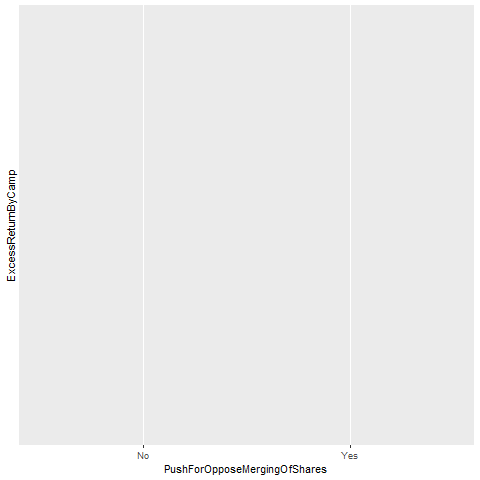 ExcessReturnByCamp
No
Yes
PushForOpposeMergingOfShares